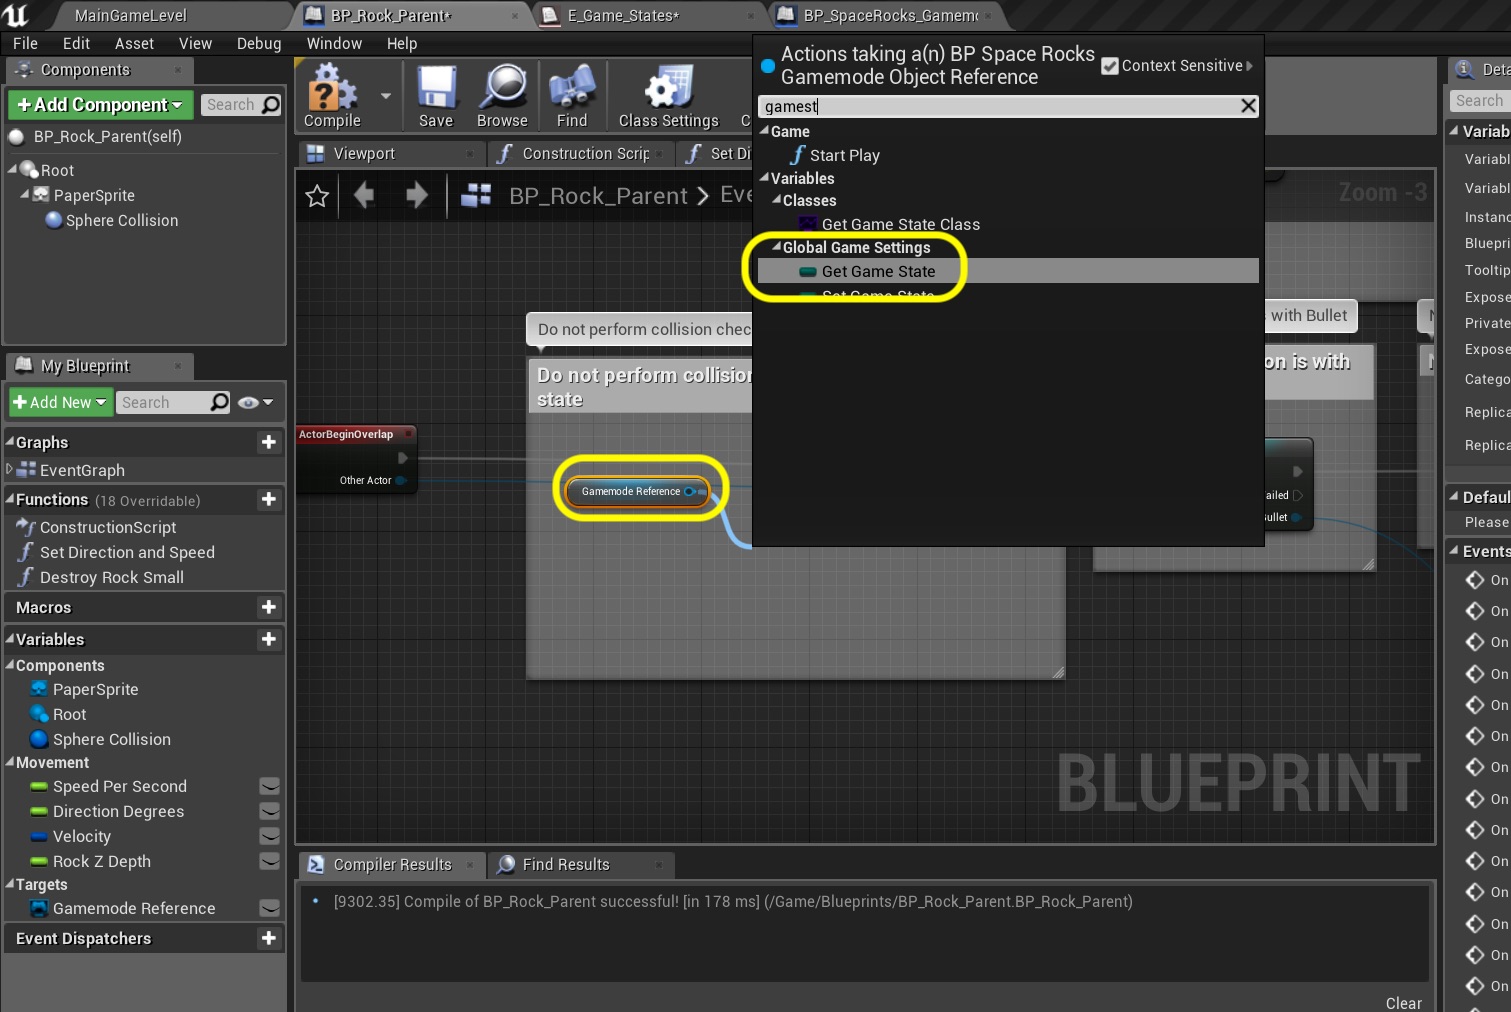 MainGameLevel
BP_Rock_Parent*
E_Game_States*
BP_SpaceRocks_Gamem
File Edit Asset View Debug Window Help
Components
Add Component
Search
BP_Rock_Parent(self)
Root
PaperSprite
Sphere Collision
My Blueprint
Add New
Search
Graphs
EventGraph
Functions (18 Overridable)
ConstructionScript
Set Direction and Speed
Destroy Rock Small
Macros
Variables
Components
PaperSprite
Root
Sphere Collision
Movement
Speed Per Second
Direction Degrees
Velocity
Rock Z Depth
Targets
Gamemode Reference
Event Dispatchers
Compile
Save
Browse
Find
Class Settings
C
Viewport
Construction Scrip
Set Di
BP_Rock_Parent > Eve
Zoom -3
Actions taking a(n) BP Space Rocks
Gamemode Object Reference
Context Sensitive
gamest
Game
Start Play
Variables
Classes
Get Game State Class
Global Game Settings
Get Game State
Set Game State
Do not perform collision chec
Do not perform collision
state
with Bullet
on is with
N
ActorBeginOverlap
Other Actor
Gamemode Reference
ailed
ullet
BLUEPRINT
Compiler Results
Find Results
[9302.35] Compile of BP_Rock_Parent successful! [in 178 ms] (/Game/Blueprints/BP_Rock_Parent.BP_Rock_Parent)
Clear
Deta
Search
Variab
Variabl
Variabl
Instanc
Bluepri
Tooltip
Expose
Private
Expose
Catego
Replica
Replica
Defaul
Please
Events
On
On
On
On
On
On
On
On
On
On
On
On
On
On